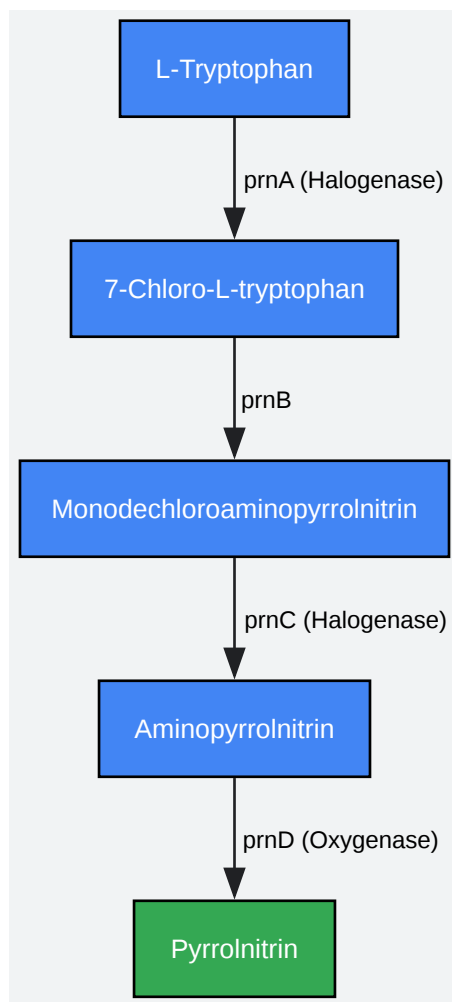 L-Tryptophan
prnA (Halogenase)
7-Chloro-L-tryptophan
prnB
Monodechloroaminopyrrolnitrin
prnC (Halogenase)
Aminopyrrolnitrin
prnD (Oxygenase)
Pyrrolnitrin